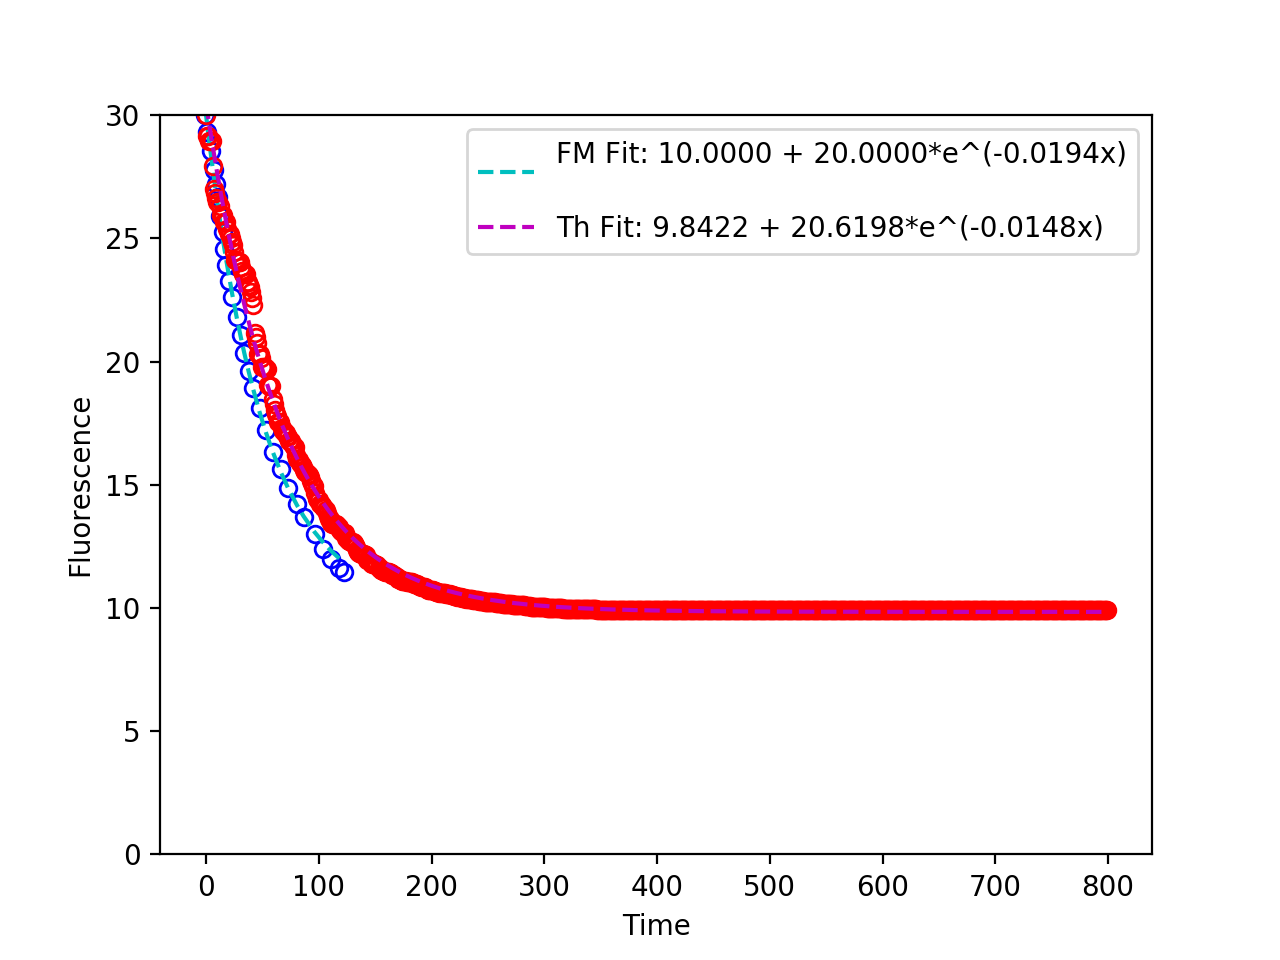 FM Fit: 10.0000 + 20.0000*e^(-0.0194x)
Th Fit: 9.8422 + 20.6198*e^(-0.0148x)
30
25
20
15
10
5
0
Fluorescence
0 100 200 300 400 500 600 700 800
Time